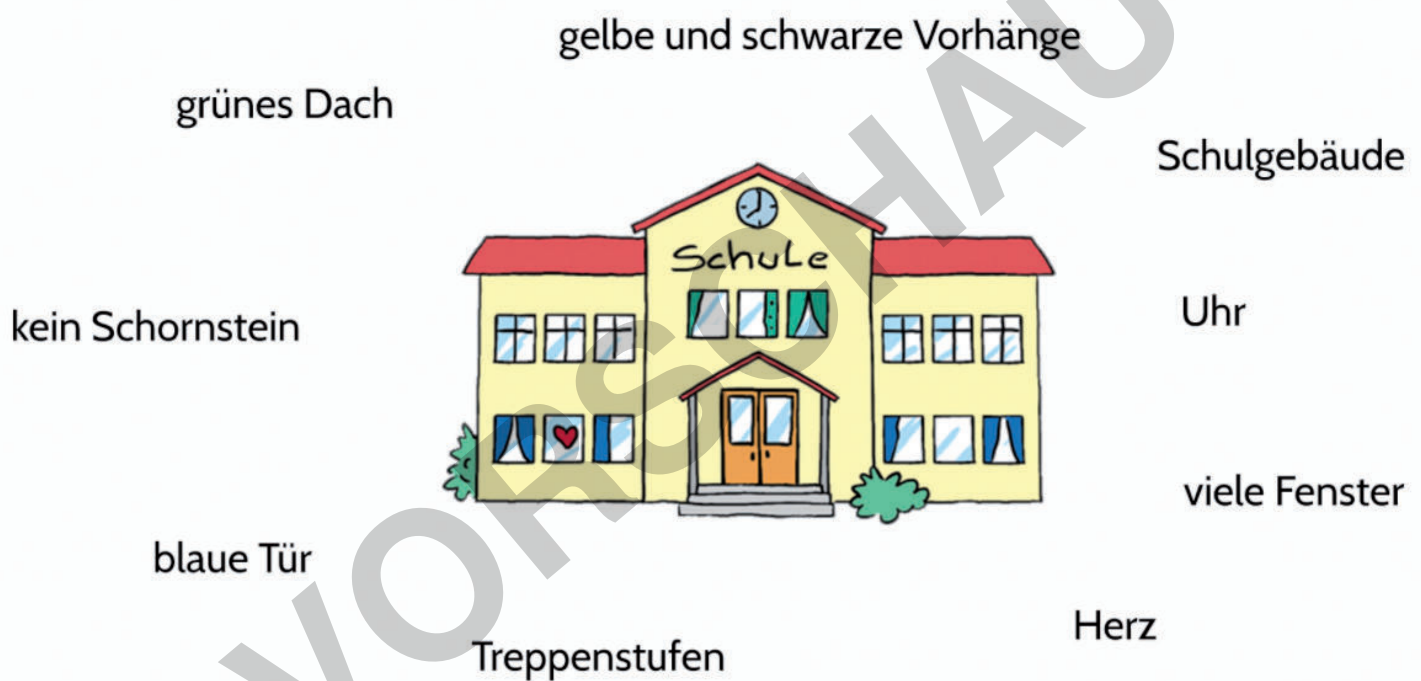 gelbe und schwarze Vorhänge
grünes Dach
Schulgebäude
Schule
kein Schornstein
Uhr
viele Fenster
blaue Tür
Herz
Treppenstufen
VORSCHAU